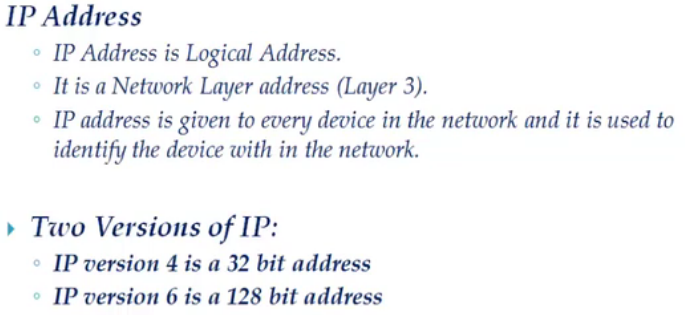 IP Address
◦ IP Address is Logical Address.
◦ It is a Network Layer address (Layer 3).
◦ IP address is given to every device in the network and it is used to
identify the device with in the network.
Two Versions of IP:
◦ IP version 4 is a 32 bit address
◦ IP version 6 is a 128 bit address